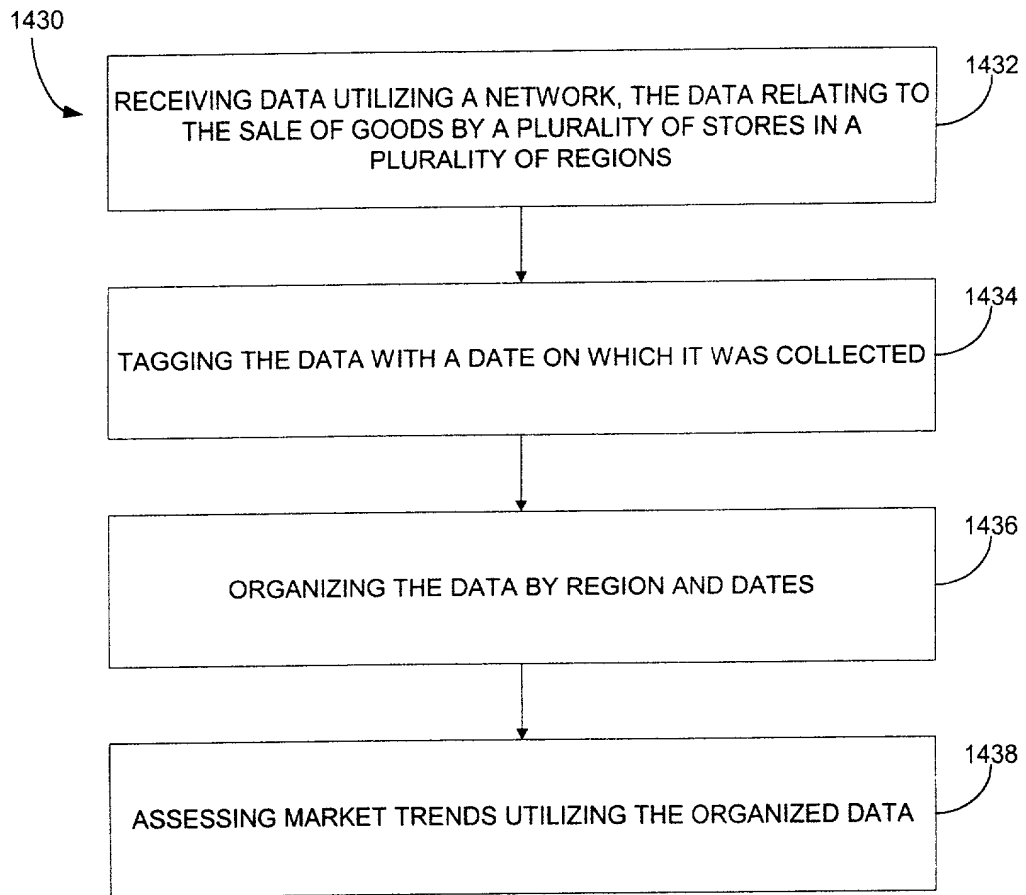 1430
1432
RECEIVING DATA UTILIZING A NETWORK, THE DATA RELATING TO
THE SALE OF GOODS BY A PLURALITY OF STORES IN A
PLURALITY OF REGIONS
1434
TAGGING THE DATA WITH A DATE ON WHICH IT WAS COLLECTED
1436
ORGANIZING THE DATA BY REGION AND DATES
1438
ASSESSING MARKET TRENDS UTILIZING THE ORGANIZED DATA